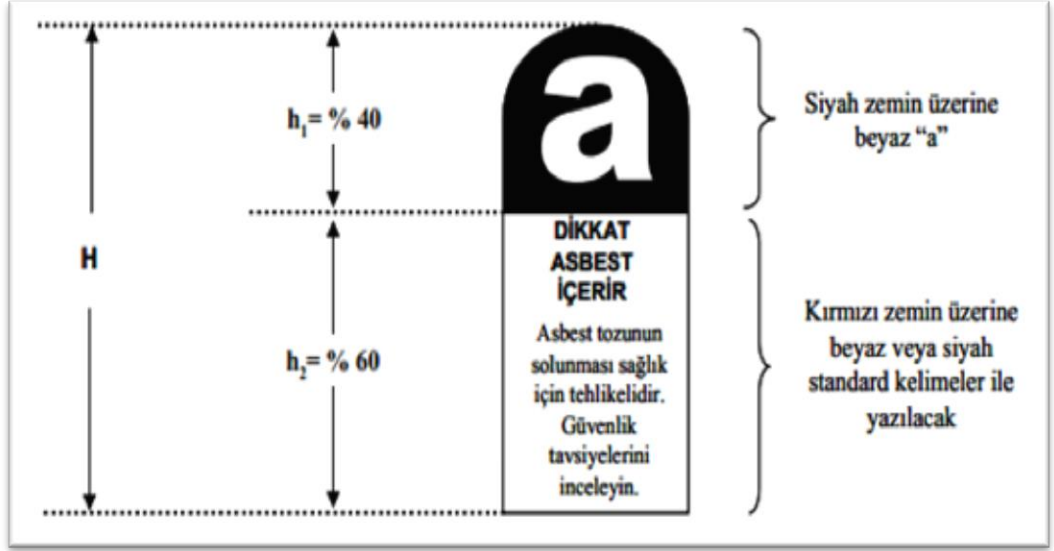 H
h₁= % 40
h₂= % 60
a
DİKKAT
ASBEST
İÇERİR
Asbest tozunun
solunması sağlık
için tehlikelidir.
Güvenlik
tavsiyelerini
inceleyin.
Siyah zemin üzerine
beyaz “a”
Kırmızı zemin üzerine
beyaz veya siyah
standard kelimeler ile
yazılacak